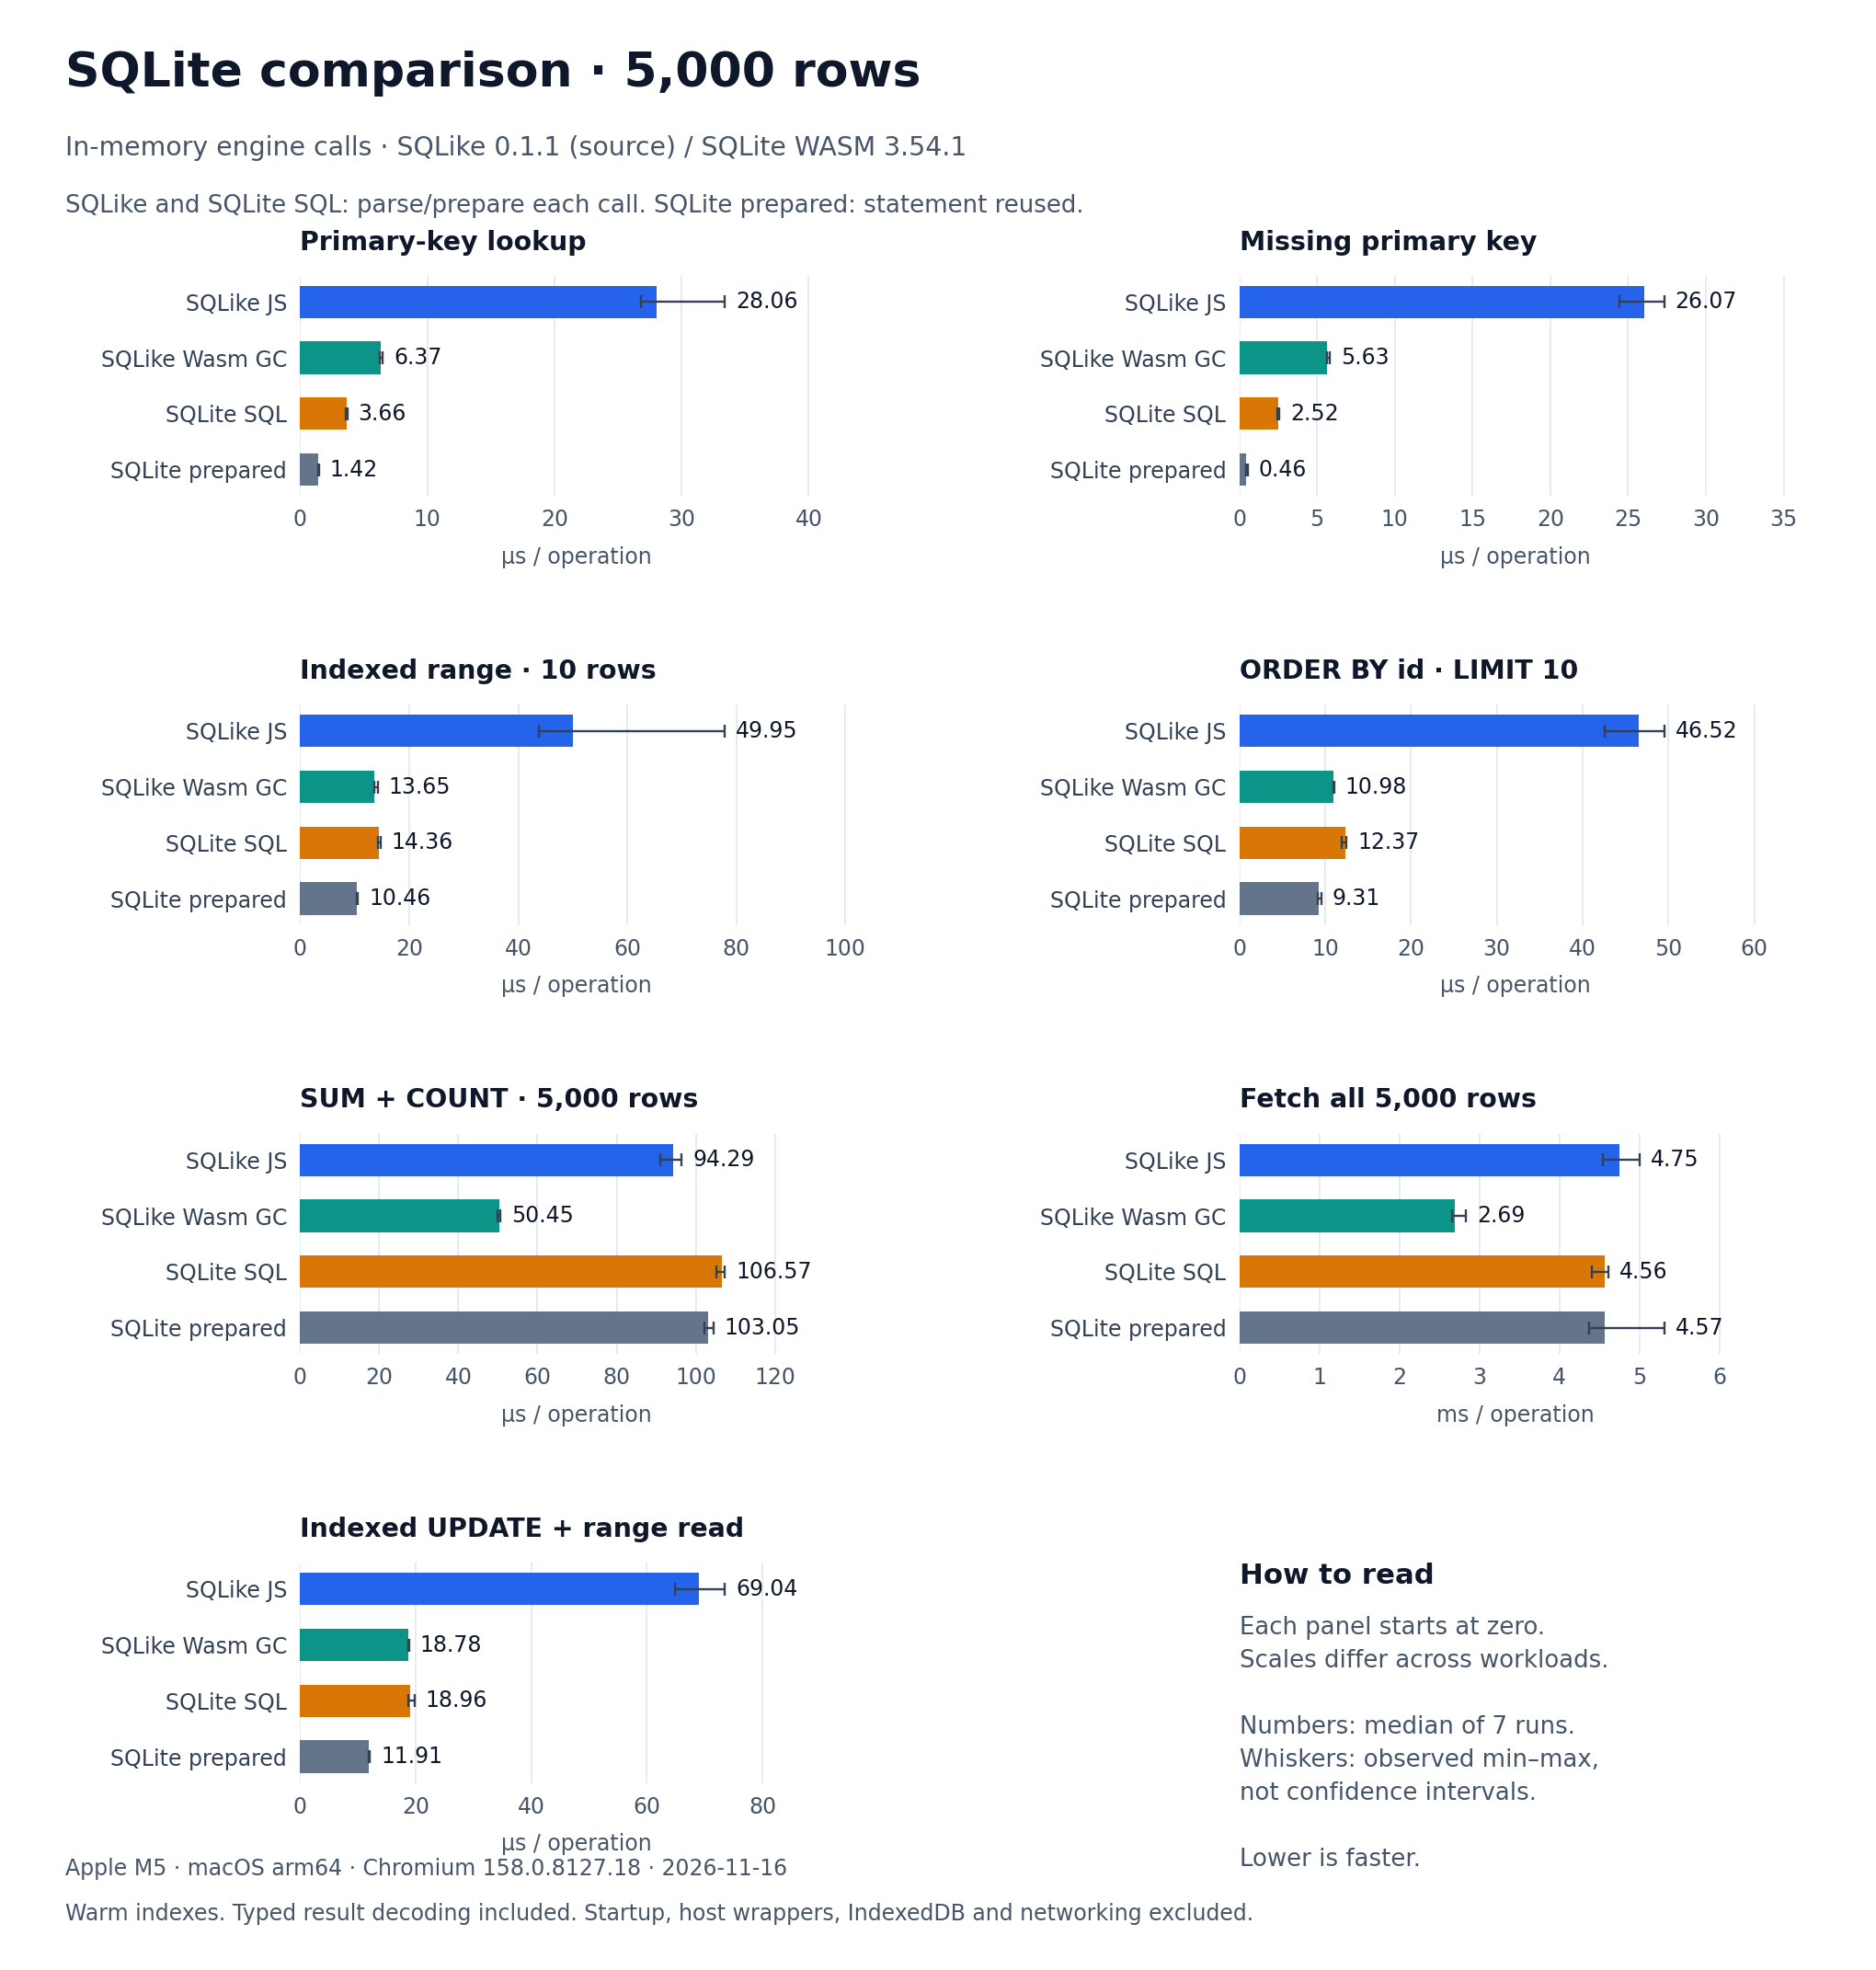 SQLite comparison · 5,000 rows
In-memory engine calls · SQLike 0.1.1 (source) / SQLite WASM 3.54.1
SQLike and SQLite SQL: parse/prepare each call. SQLite prepared: statement reused.
Primary-key lookup
SQLike JS 28.06
SQLike Wasm GC 6.37
SQLite SQL 3.66
SQLite prepared 1.42
0 10 20 30 40
µs / operation
Missing primary key
SQLike JS 26.07
SQLike Wasm GC 5.63
SQLite SQL 2.52
SQLite prepared 0.46
0 5 10 15 20 25 30 35
µs / operation
Indexed range · 10 rows
SQLike JS 49.95
SQLike Wasm GC 13.65
SQLite SQL 14.36
SQLite prepared 10.46
0 20 40 60 80 100
µs / operation
ORDER BY id · LIMIT 10
SQLike JS 46.52
SQLike Wasm GC 10.98
SQLite SQL 12.37
SQLite prepared 9.31
0 10 20 30 40 50 60
µs / operation
SUM + COUNT · 5,000 rows
SQLike JS 94.29
SQLike Wasm GC 50.45
SQLite SQL 106.57
SQLite prepared 103.05
0 20 40 60 80 100 120
µs / operation
Fetch all 5,000 rows
SQLike JS 4.75
SQLike Wasm GC 2.69
SQLite SQL 4.56
SQLite prepared 4.57
0 1 2 3 4 5 6
ms / operation
Indexed UPDATE + range read
SQLike JS 69.04
SQLike Wasm GC 18.78
SQLite SQL 18.96
SQLite prepared 11.91
0 20 40 60 80
µs / operation
How to read
Each panel starts at zero.
Scales differ across workloads.
Numbers: median of 7 runs.
Whiskers: observed min–max,
not confidence intervals.
Lower is faster.
Apple M5 · macOS arm64 · Chromium 158.0.8127.18 · 2026-11-16
Warm indexes. Typed result decoding included. Startup, host wrappers, IndexedDB and networking excluded.